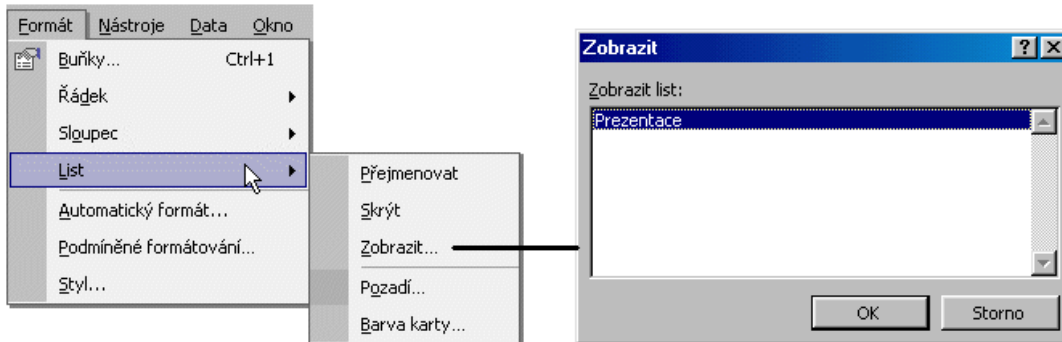 Formát Nástroje Data Okno
Buňky... Ctrl+1
Řádek
Sloupec
List
Automatický formát...
Podmíněné formátování...
Styl...
Přejmenovat
Skrýt
Zobrazit...
Pozadí...
Barva karty...
Zobrazit
Zobrazit list:
Prezentace
OK Storno